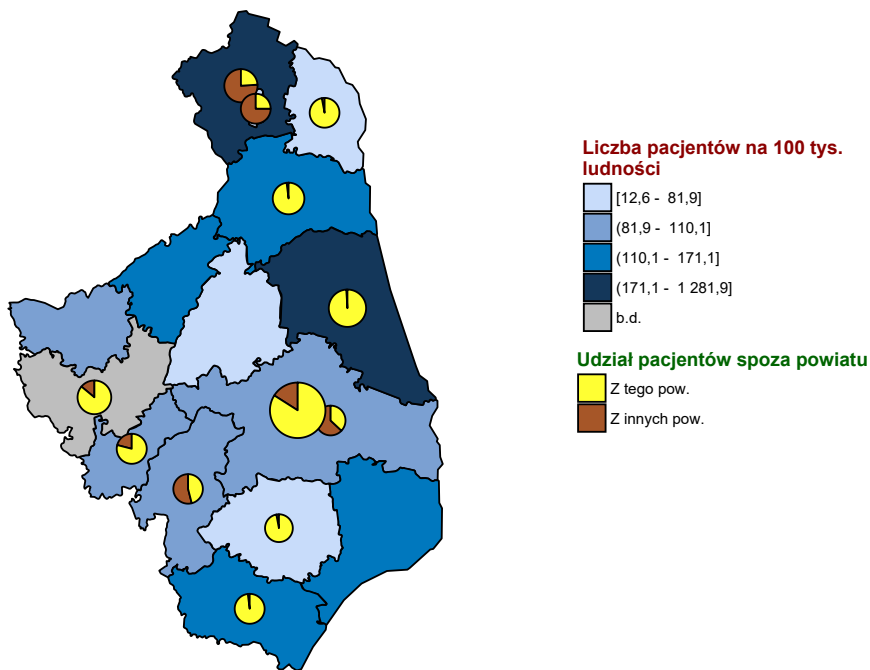 Liczba pacjentów na 100 tys.
ludności
[12,6 - 81,9]
(81,9 - 110,1]
(110,1 - 171,1]
(171,1 - 1 281,9]
b.d.
Udział pacjentów spoza powiatu
Z tego pow.
Z innych pow.